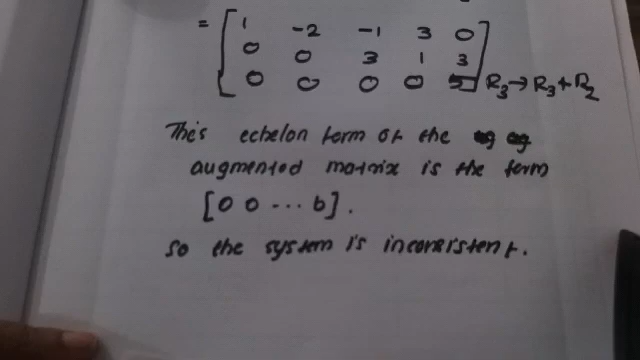 = [ 1 -2 -1 3 0
0 0 3 1 3
0 0 0 0 5 ] R3 → R3 + R2
This echelon form of the
augmented matrix is the form
[0 0 --- b].
so the system is inconsistent.